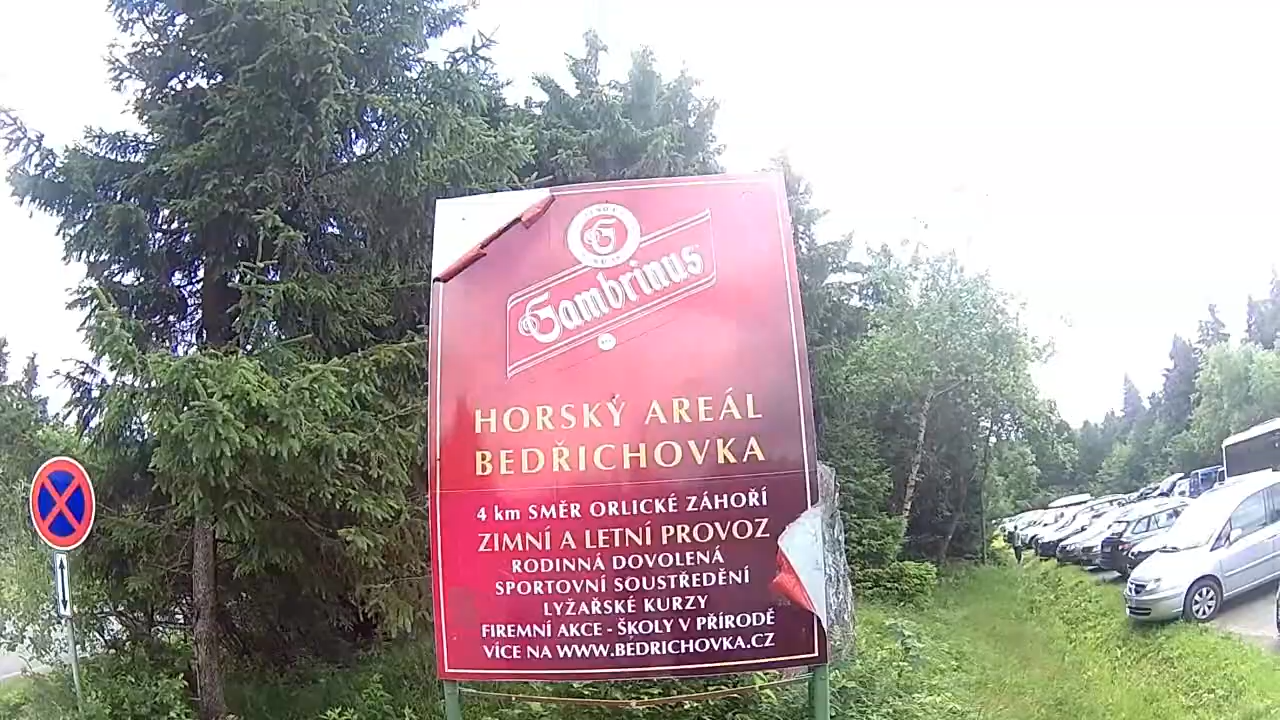 G
Gambrinus
HORSKÝ AREÁL
BEDŘICHOVKA
4 km SMĚR ORLICKÉ ZÁHOŘÍ
ZIMNÍ A LETNÍ PROVOZ
RODINNÁ DOVOLENÁ
SPORTOVNÍ SOUSTŘEDĚNÍ
LYŽAŘSKÉ KURZY
FIREMNÍ AKCE - ŠKOLY V PŘÍRODĚ
VÍCE NA WWW.BEDRICHOVKA.CZ